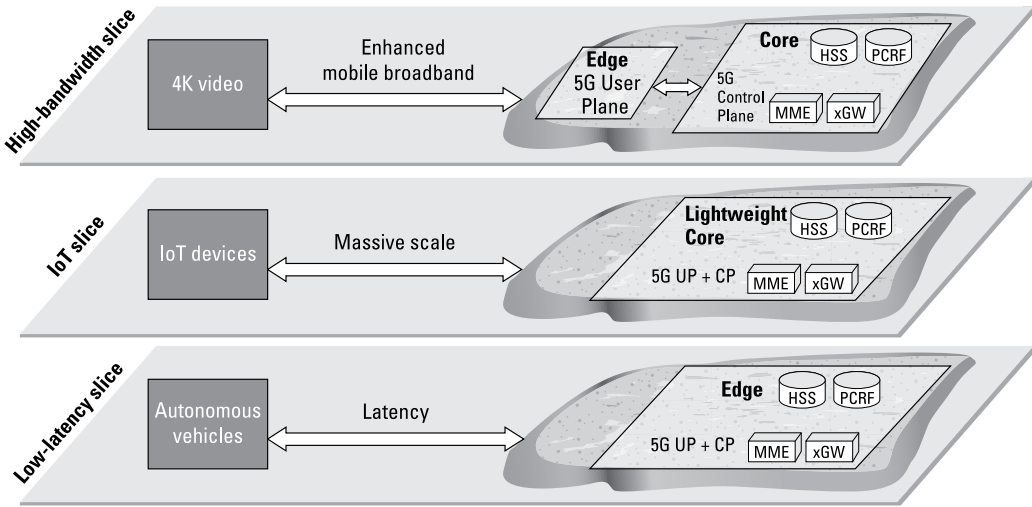 High-bandwidth slice
4K video
Enhanced
mobile broadband
Edge
5G User
Plane
Core
5G
Control
Plane
HSS
PCRF
MME
xGW
IoT slice
IoT devices
Massive scale
Lightweight
Core
HSS
PCRF
5G UP + CP
MME
xGW
Low-latency slice
Autonomous
vehicles
Latency
Edge
HSS
PCRF
5G UP + CP
MME
xGW